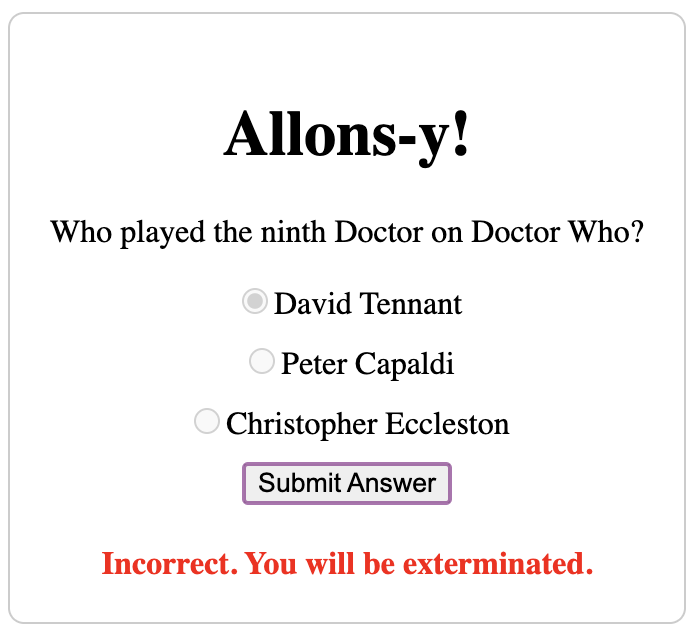 Allons-y!
Who played the ninth Doctor on Doctor Who?
David Tennant
Peter Capaldi
Christopher Eccleston
Submit Answer
Incorrect. You will be exterminated.